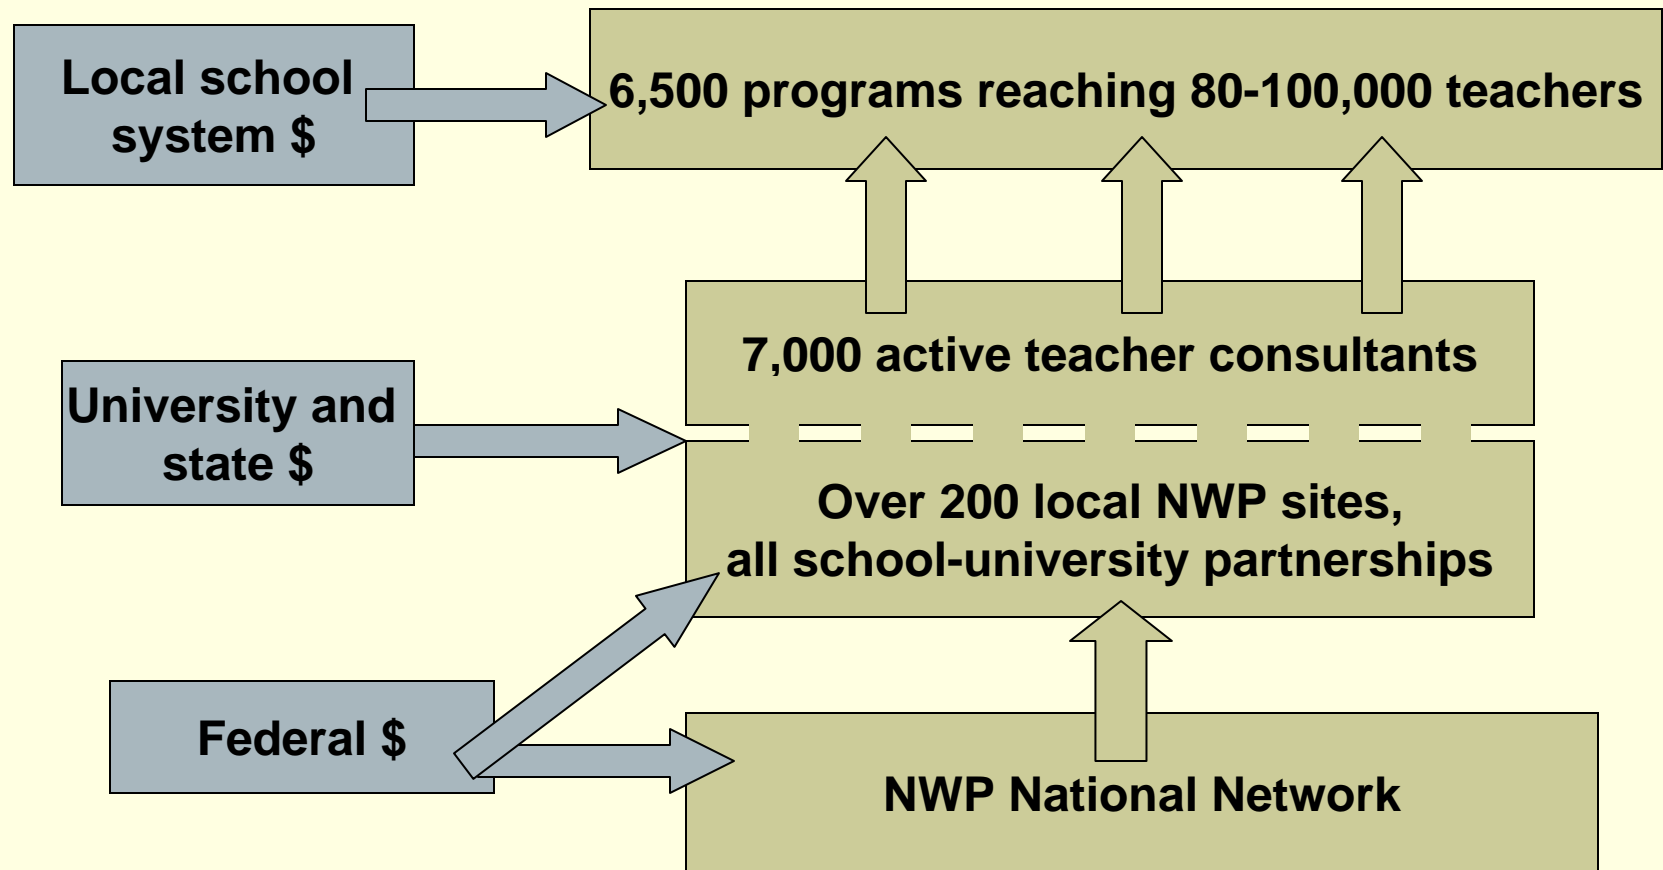 Local school
system $
6,500 programs reaching 80-100,000 teachers
7,000 active teacher consultants
University and
state $
Over 200 local NWP sites,
all school-university partnerships
Federal $
NWP National Network